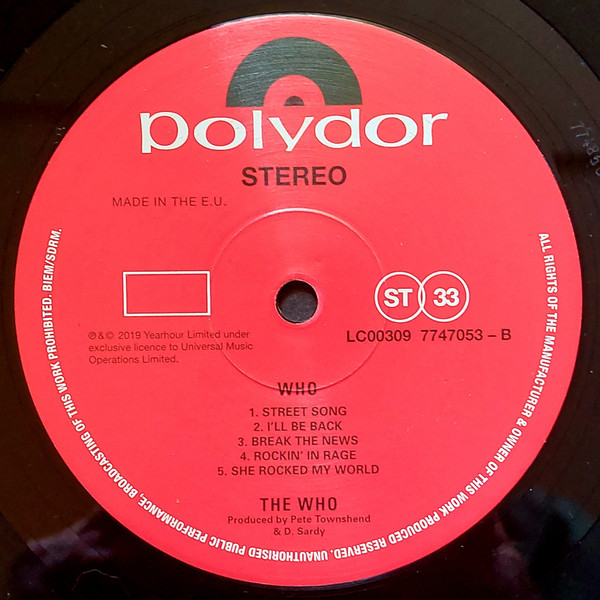 polydor
STEREO
MADE IN THE E.U.
ST 33
LC00309 7747053 – B
℗&© 2019 Yearhour Limited under
exclusive licence to Universal Music
Operations Limited.
WHO
1. STREET SONG
2. I'LL BE BACK
3. BREAK THE NEWS
4. ROCKIN' IN RAGE
5. SHE ROCKED MY WORLD
THE WHO
Produced by Pete Townshend
& D. Sardy
ALL RIGHTS OF THE MANUFACTURER & OWNER OF THIS WORK PRODUCED RESERVED. UNAUTHORISED PUBLIC PERFORMANCE, BROADCASTING OF THIS WORK PROHIBITED. BIEM/SDRM.